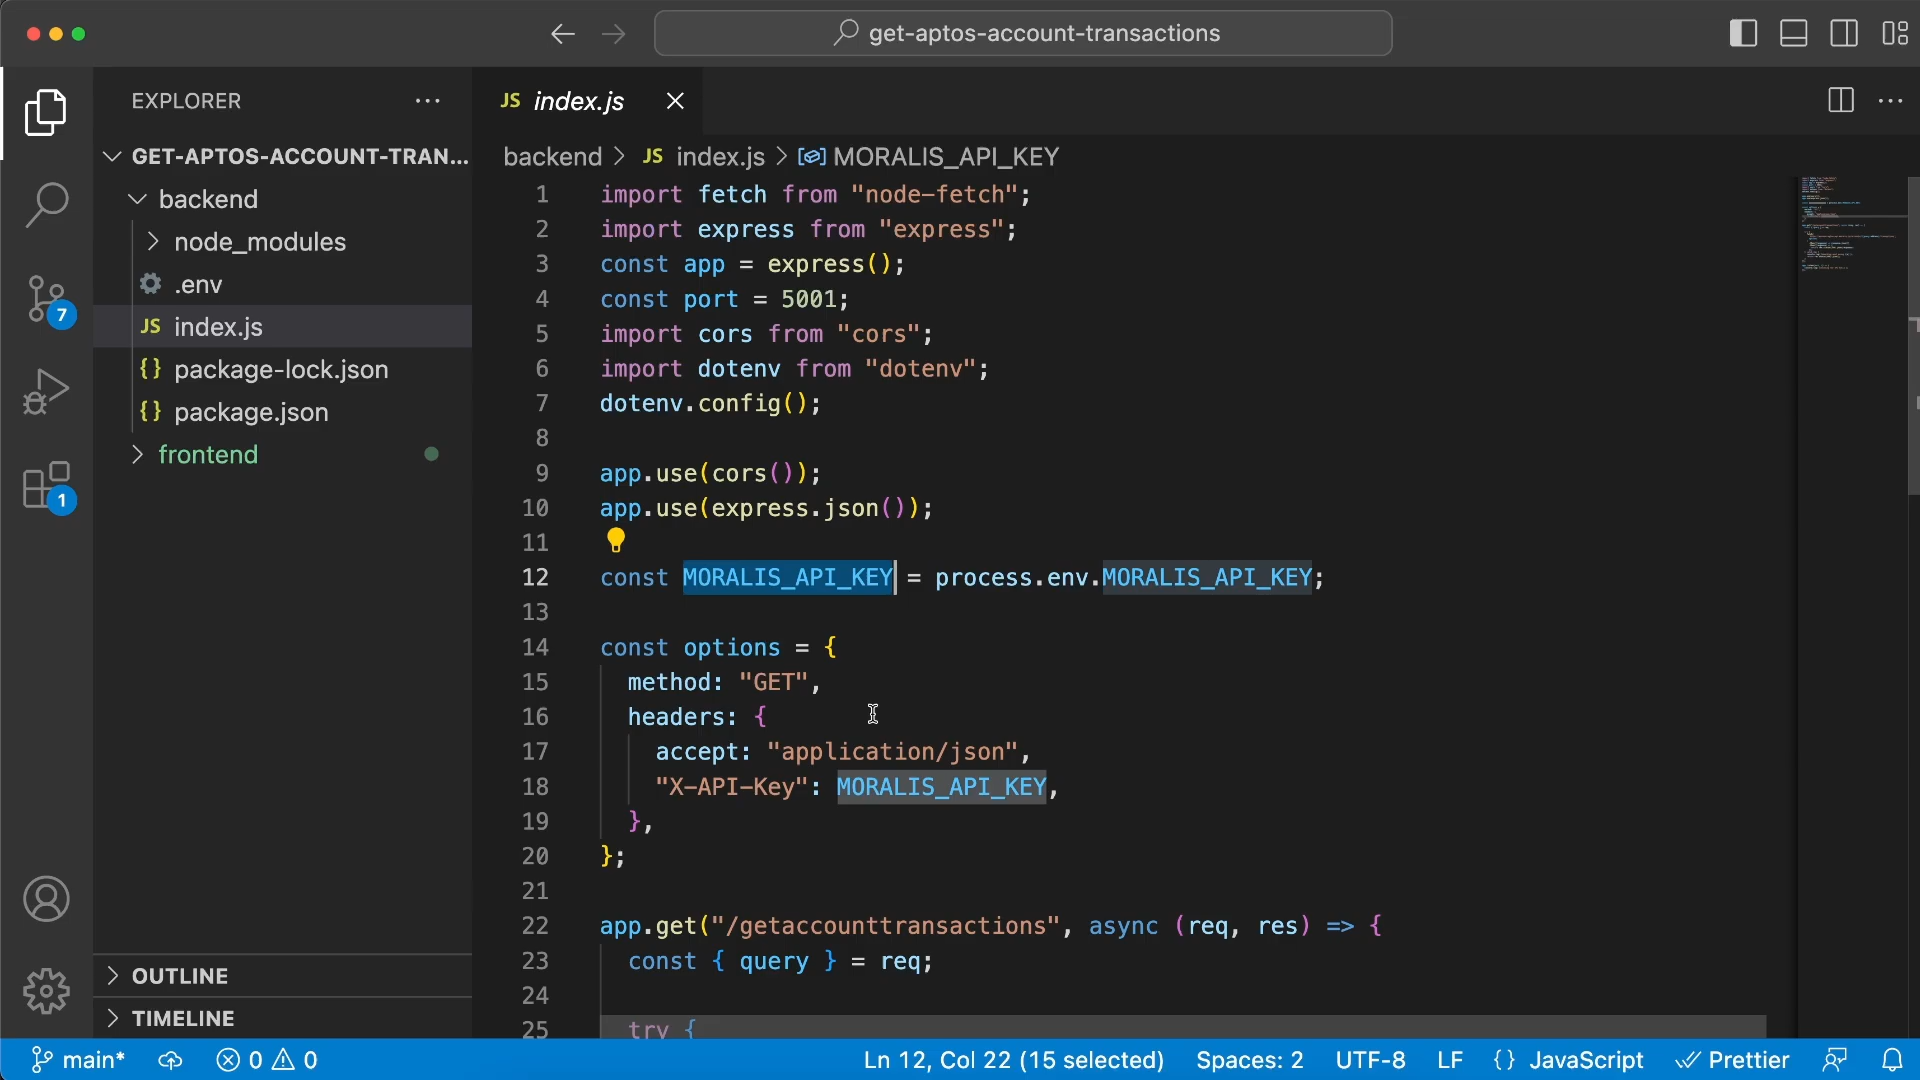 get-aptos-account-transactions
EXPLORER
GET-APTOS-ACCOUNT-TRAN...
backend
node_modules
.env
JS index.js
{} package-lock.json
{} package.json
frontend
7
1
OUTLINE
TIMELINE
JS index.js
backend > JS index.js > MORALIS_API_KEY
1 import fetch from "node-fetch";
2 import express from "express";
3 const app = express();
4 const port = 5001;
5 import cors from "cors";
6 import dotenv from "dotenv";
7 dotenv.config();
8
9 app.use(cors());
10 app.use(express.json());
11
12 const MORALIS_API_KEY = process.env.MORALIS_API_KEY;
13
14 const options = {
15 method: "GET",
16 headers: {
17 accept: "application/json",
18 "X-API-Key": MORALIS_API_KEY,
19 },
20 };
21
22 app.get("/getaccounttransactions", async (req, res) => {
23 const { query } = req;
24
25 try {
main* 0 0 Ln 12, Col 22 (15 selected) Spaces: 2 UTF-8 LF {} JavaScript Prettier